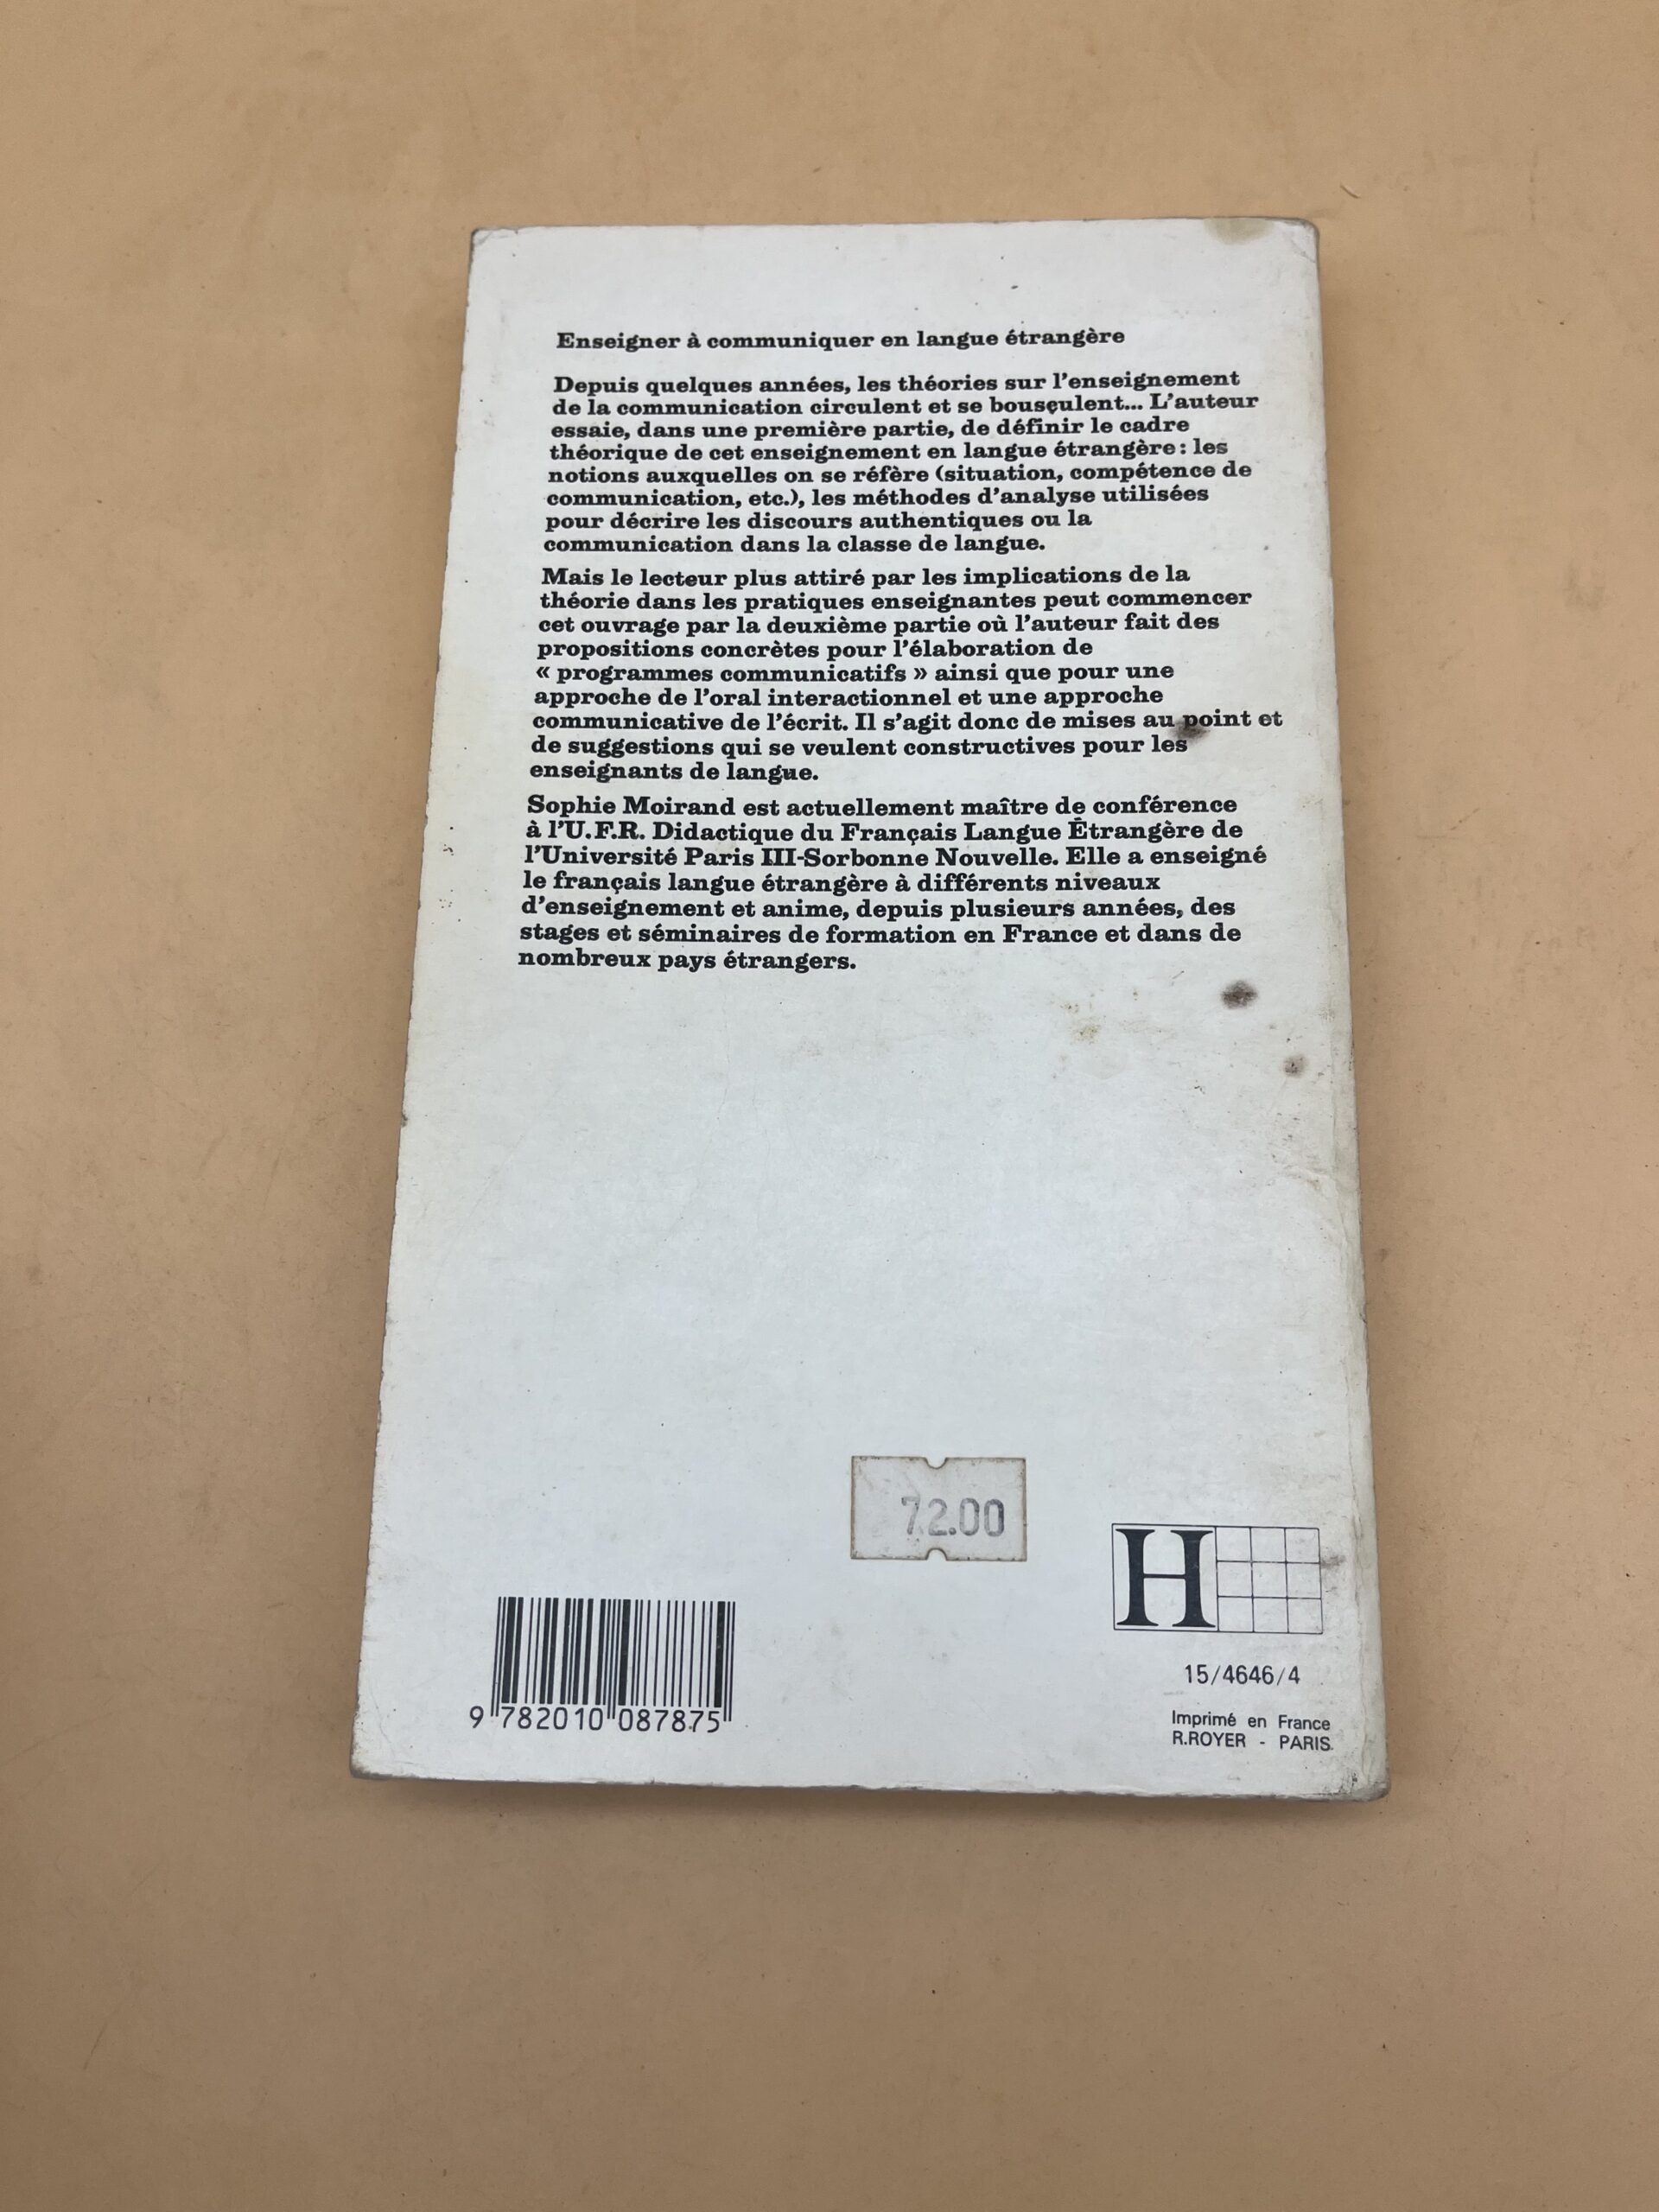 Enseigner à communiquer en langue étrangère
Depuis quelques années, les théories sur l'enseignement
de la communication circulent et se bousculent... L'auteur
essaie, dans une première partie, de définir le cadre
théorique de cet enseignement en langue étrangère : les
notions auxquelles on se réfère (situation, compétence de
communication, etc.), les méthodes d'analyse utilisées
pour décrire les discours authentiques ou la
communication dans la classe de langue.
Mais le lecteur plus attiré par les implications de la
théorie dans les pratiques enseignantes peut commencer
cet ouvrage par la deuxième partie où l'auteur fait des
propositions concrètes pour l'élaboration de
« programmes communicatifs » ainsi que pour une
approche de l'oral interactionnel et une approche
communicative de l'écrit. Il s'agit donc de mises au point et
de suggestions qui se veulent constructives pour les
enseignants de langue.
Sophie Moirand est actuellement maître de conférence
à l'U.F.R. Didactique du Français Langue Étrangère de
l'Université Paris III-Sorbonne Nouvelle. Elle a enseigné
le français langue étrangère à différents niveaux
d'enseignement et anime, depuis plusieurs années, des
stages et séminaires de formation en France et dans de
nombreux pays étrangers.
72.00
H
15/4646/4
9 782010 087875
Imprimé en France
R.ROYER - PARIS.